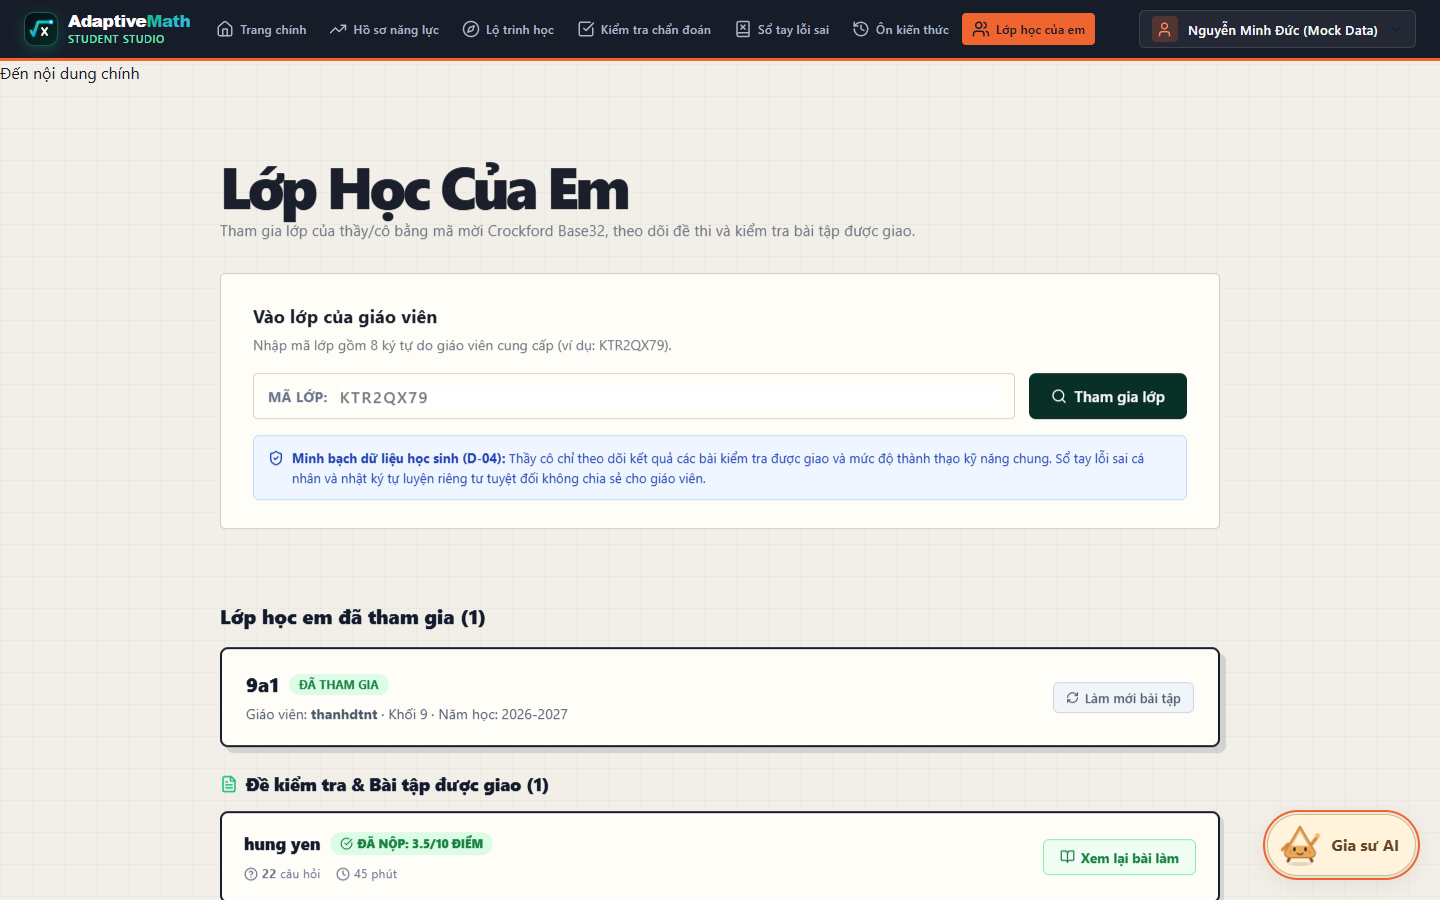 AdaptiveMath
STUDENT STUDIO
Trang chính
Hồ sơ năng lực
Lộ trình học
Kiểm tra chẩn đoán
Sổ tay lỗi sai
Ôn kiến thức
Lớp học của em
Nguyễn Minh Đức (Mock Data)
Đến nội dung chính
Lớp Học Của Em
Tham gia lớp của thầy/cô bằng mã mời Crockford Base32, theo dõi đề thi và kiểm tra bài tập được giao.
Vào lớp của giáo viên
Nhập mã lớp gồm 8 ký tự do giáo viên cung cấp (ví dụ: KTR2QX79).
MÃ LỚP: KTR2QX79
Tham gia lớp
Minh bạch dữ liệu học sinh (D-04): Thầy cô chỉ theo dõi kết quả các bài kiểm tra được giao và mức độ thành thạo kỹ năng chung. Sổ tay lỗi sai cá
nhân và nhật ký tự luyện riêng tư tuyệt đối không chia sẻ cho giáo viên.
Lớp học em đã tham gia (1)
9a1 ĐÃ THAM GIA
Giáo viên: thanhdtnt · Khối 9 · Năm học: 2026-2027
Làm mới bài tập
Đề kiểm tra & Bài tập được giao (1)
hung yen ĐÃ NỘP: 3.5/10 ĐIỂM
22 câu hỏi 45 phút
Xem lại bài làm
Gia sư AI